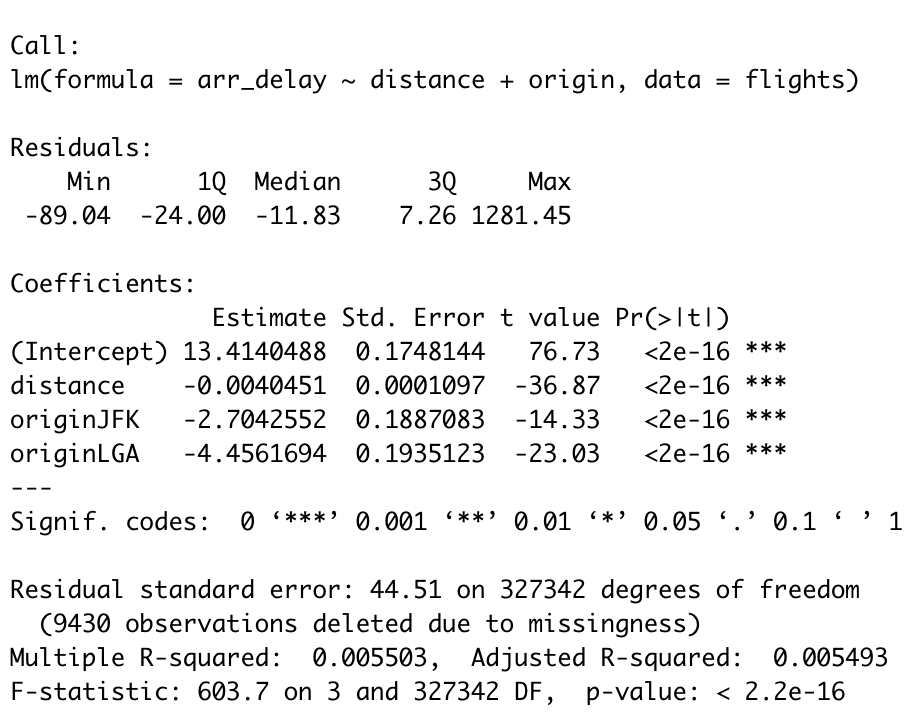 Call:
lm(formula = arr_delay ~ distance + origin, data = flights)
Residuals:
    Min      1Q  Median      3Q     Max
 -89.04  -24.00  -11.83    7.26 1281.45
Coefficients:
              Estimate Std. Error t value Pr(>|t|)
(Intercept) 13.4140488  0.1748144   76.73   <2e-16 ***
distance    -0.0040451  0.0001097  -36.87   <2e-16 ***
originJFK   -2.7042552  0.1887083  -14.33   <2e-16 ***
originLGA   -4.4561694  0.1935123  -23.03   <2e-16 ***
---
Signif. codes:  0 ‘***’ 0.001 ‘**’ 0.01 ‘*’ 0.05 ‘.’ 0.1 ‘ ’ 1
Residual standard error: 44.51 on 327342 degrees of freedom
  (9430 observations deleted due to missingness)
Multiple R-squared:  0.005503,  Adjusted R-squared:  0.005493
F-statistic: 603.7 on 3 and 327342 DF,  p-value: < 2.2e-16